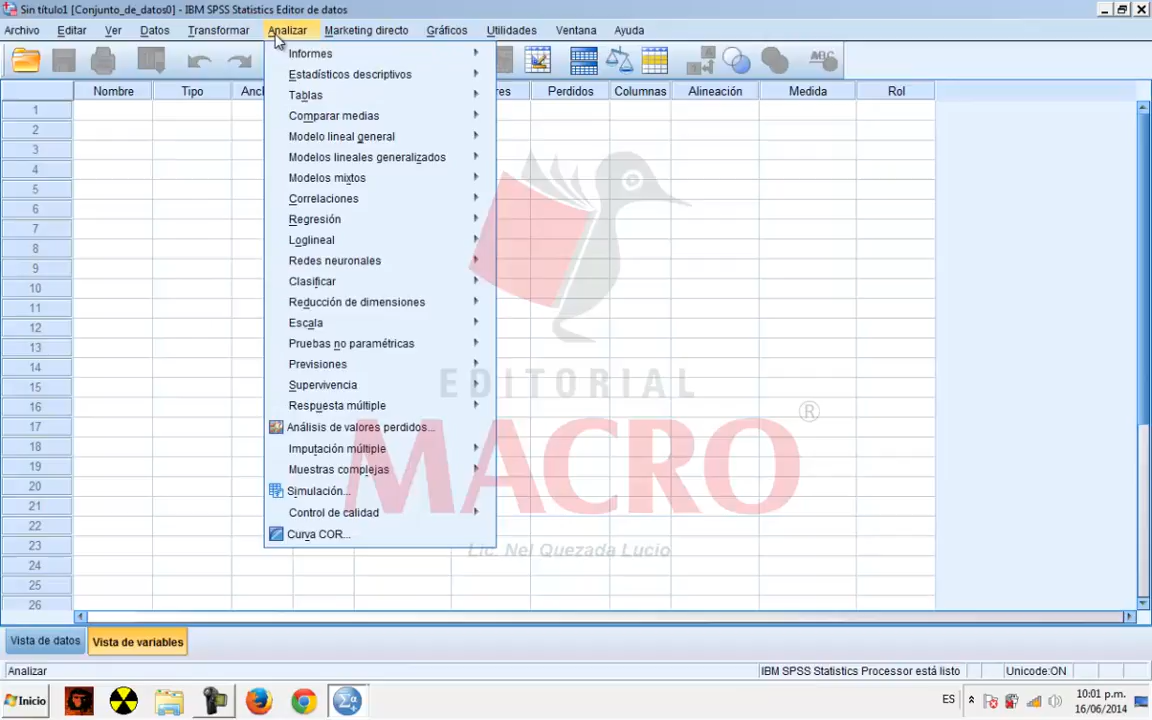 Sin título1 [Conjunto_de_datos0] - IBM SPSS Statistics Editor de datos
Archivo Editar Ver Datos Transformar Analizar Marketing directo Gráficos Utilidades Ventana Ayuda
Informes
Estadísticos descriptivos
Tablas
Comparar medias
Modelo lineal general
Modelos lineales generalizados
Modelos mixtos
Correlaciones
Regresión
Loglineal
Redes neuronales
Clasificar
Reducción de dimensiones
Escala
Pruebas no paramétricas
Previsiones
Supervivencia
Respuesta múltiple
Análisis de valores perdidos...
Imputación múltiple
Muestras complejas
Simulación...
Control de calidad
Curva COR...
ABC
Nombre Tipo Perdidos Columnas Alineación Medida Rol
1
2
3
4
5
6
7
8
9
10
11
12
13
14
15
16
17
18
19
20
21
22
23
24
25
26
EDITORIAL
MACRO®
Lic. Nel Quezada Lucio
Vista de datos Vista de variables
Analizar IBM SPSS Statistics Processor está listo Unicode:ON
Inicio ES 10:01 p.m.
16/06/2014